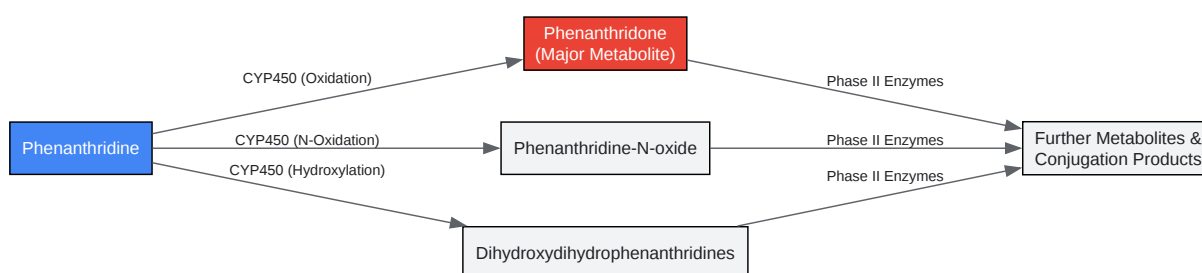 Phenanthridone
(Major Metabolite)
CYP450 (Oxidation)
Phase II Enzymes
Phenanthridine
CYP450 (N-Oxidation)
Phenanthridine-N-oxide
Phase II Enzymes
Further Metabolites &
Conjugation Products
CYP450 (Hydroxylation)
Phase II Enzymes
Dihydroxydihydrophenanthridines